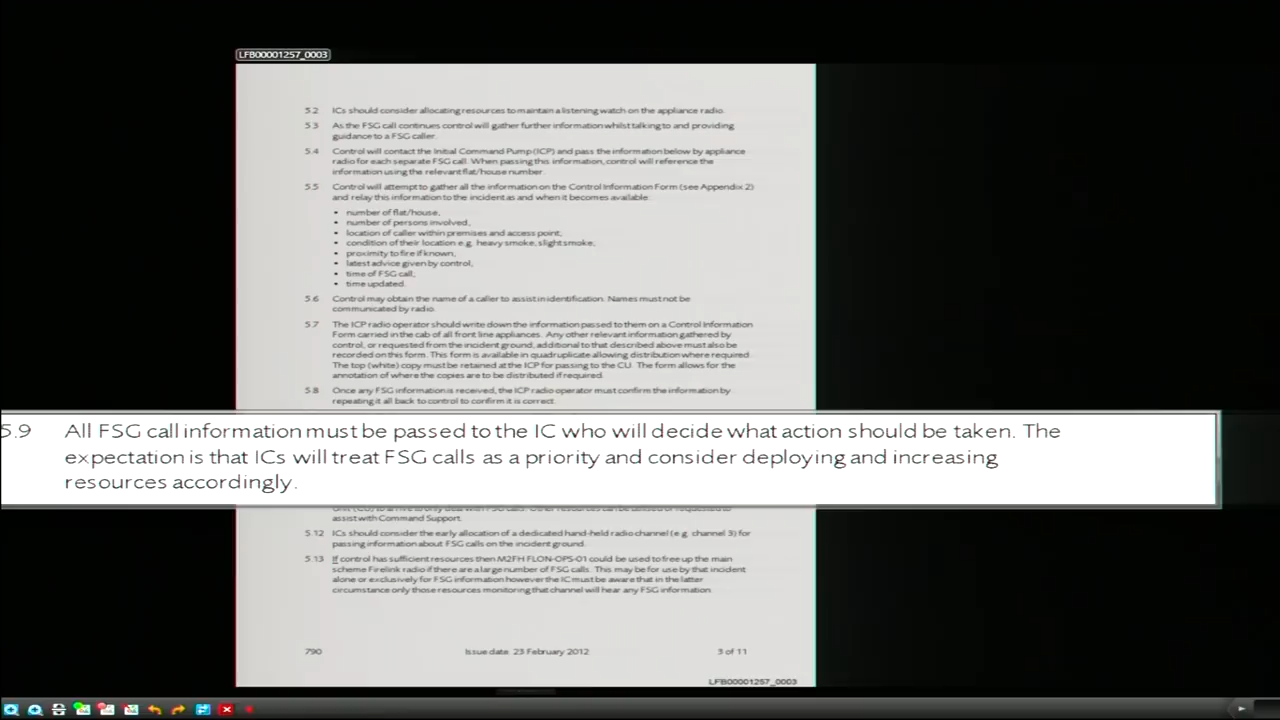 LFB00001257_0003
5.2 ICs should consider allocating resources to maintain a listening watch on the appliance radio.
5.3 As the FSG call continues control will gather further information whilst talking to and providing
guidance to a FSG caller.
5.4 Control will contact the Initial Command Pump (ICP) and pass the information below by appliance
radio for each separate FSG call. When passing this information, control will reference the
information using the relevant flat/house number.
5.5 Control will attempt to gather all the information on the Control Information Form (see Appendix 2)
and relay this information to the incident as and when it becomes available:
• number of flat/house,
• number of persons involved,
• location of caller within premises and access point,
• condition of their location e.g. heavy smoke, slight smoke,
• proximity to fire if known,
• latest advice given by control,
• time of FSG call,
• time updated.
5.6 Control may obtain the name of a caller to assist in identification. Names must not be
communicated by radio.
5.7 The ICP radio operator should write down the information passed to them on a Control Information
Form carried in the cab of all front line appliances. Any other relevant information gathered by
control, or requested from the incident ground, additional to that described above must also be
recorded on this form. This form is available in quadruplicate allowing distribution where required.
The top (white) copy must be retained at the ICP for passing to the CU. The form allows for the
annotation of where the copies are to be distributed if required.
5.8 Once any FSG information is received, the ICP radio operator must confirm the information by
repeating it all back to control to confirm it is correct.
5.9 All FSG call information must be passed to the IC who will decide what action should be taken. The
expectation is that ICs will treat FSG calls as a priority and consider deploying and increasing
resources accordingly.
assist with Command Support.
5.12 ICs should consider the early allocation of a dedicated hand-held radio channel (e.g. channel 3) for
passing information about FSG calls on the incident ground.
5.13 If control has sufficient resources then M2FH FLON-OPS-01 could be used to free up the main
scheme Firelink radio if there are a large number of FSG calls. This may be for use by that incident
alone or exclusively for FSG information however the IC must be aware that in the latter
circumstance only those resources monitoring that channel will hear any FSG information.
790 Issue date: 23 February 2012 3 of 11
LFB00001257_0003